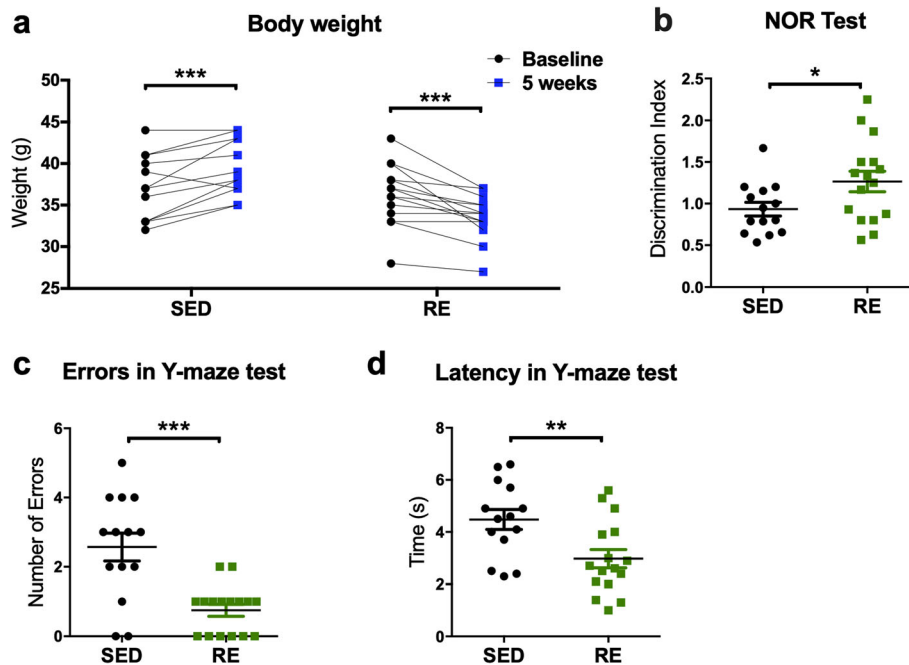 a
Body weight
Baseline
5 weeks
***
***
Weight (g)
50
45
40
35
30
25
SED
RE
b
NOR Test
*
Discrimination Index
2.5
2.0
1.5
1.0
0.5
0.0
SED
RE
c
Errors in Y-maze test
***
Number of Errors
6
4
2
0
SED
RE
d
Latency in Y-maze test
**
Time (s)
8
6
4
2
0
SED
RE